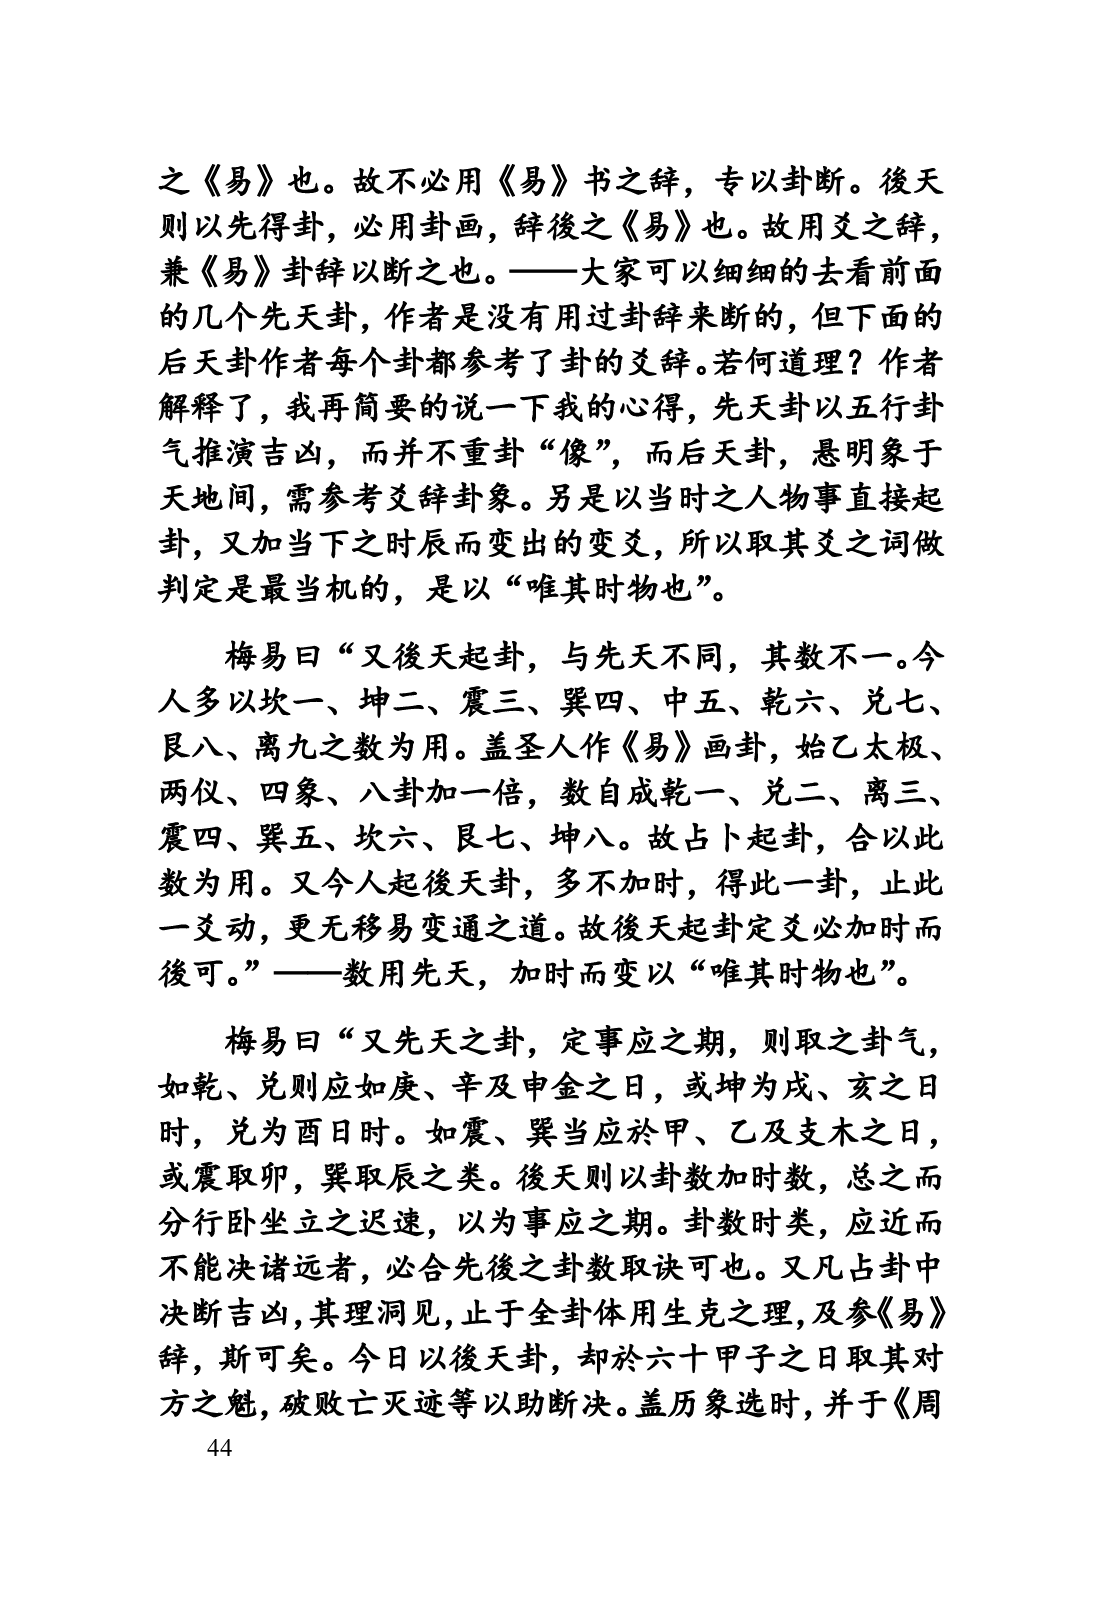 之《易》也。故不必用《易》书之辞，专以卦断。後天
则以先得卦，必用卦画，辞後之《易》也。故用爻之辞，
兼《易》卦辞以断之也。——大家可以细细的去看前面
的几个先天卦，作者是没有用过卦辞来断的，但下面的
后天卦作者每个卦都参考了卦的爻辞。若何道理？作者
解释了，我再简要的说一下我的心得，先天卦以五行卦
气推演吉凶，而并不重卦“像”，而后天卦，悬明象于
天地间，需参考爻辞卦象。另是以当时之人物事直接起
卦，又加当下之时辰而变出的变爻，所以取其爻之词做
判定是最当机的，是以“唯其时物也”。
梅易曰“又後天起卦，与先天不同，其数不一。今
人多以坎一、坤二、震三、巽四、中五、乾六、兑七、
艮八、离九之数为用。盖圣人作《易》画卦，始乙太极、
两仪、四象、八卦加一倍，数自成乾一、兑二、离三、
震四、巽五、坎六、艮七、坤八。故占卜起卦，合以此
数为用。又今人起後天卦，多不加时，得此一卦，止此
一爻动，更无移易变通之道。故後天起卦定爻必加时而
後可。”——数用先天，加时而变以“唯其时物也”。
梅易曰“又先天之卦，定事应之期，则取之卦气，
如乾、兑则应如庚、辛及申金之日，或坤为戌、亥之日
时，兑为酉日时。如震、巽当应於甲、乙及支木之日，
或震取卯，巽取辰之类。後天则以卦数加时数，总之而
分行卧坐立之迟速，以为事应之期。卦数时类，应近而
不能决诸远者，必合先後之卦数取诀可也。又凡占卦中
决断吉凶，其理洞见，止于全卦体用生克之理，及参《易》
辞，斯可矣。今日以後天卦，却於六十甲子之日取其对
方之魁，破败亡灭迹等以助断决。盖历象选时，并于《周
44